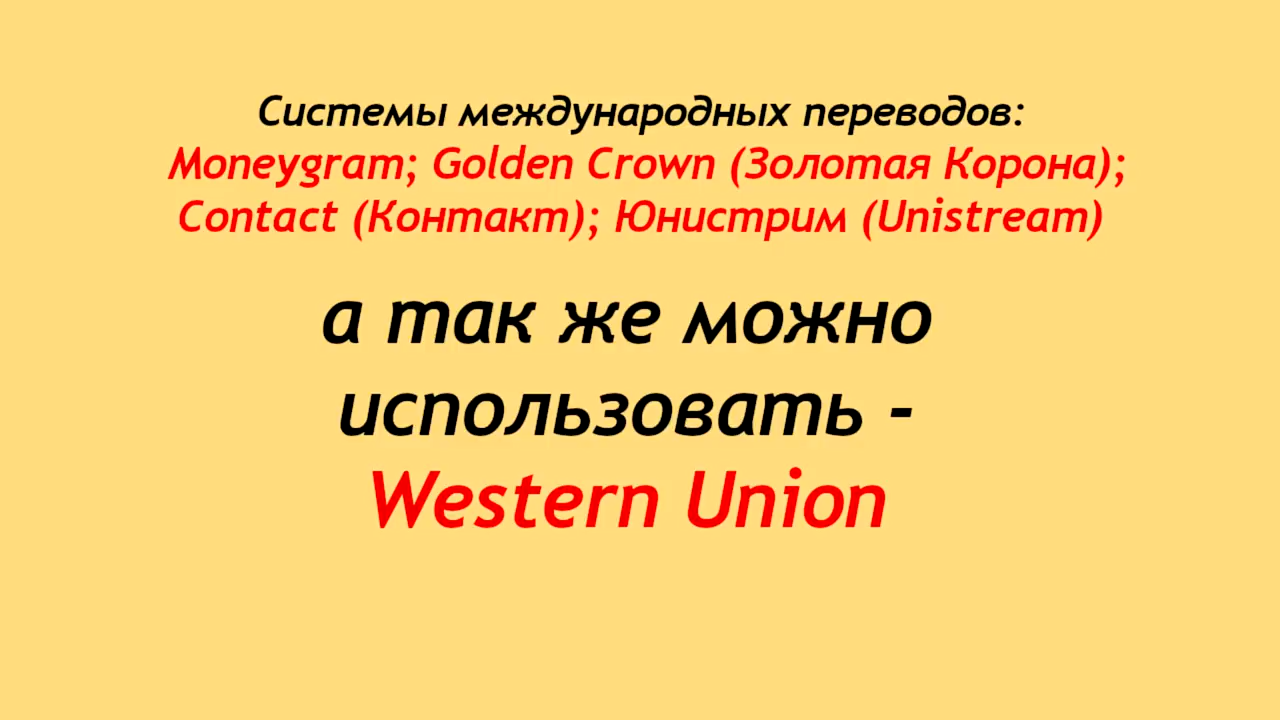 Системы международных переводов:
Moneygram; Golden Crown (Золотая Корона);
Contact (Контакт); Юнистрим (Unistream)
а так же можно
использовать -
Western Union